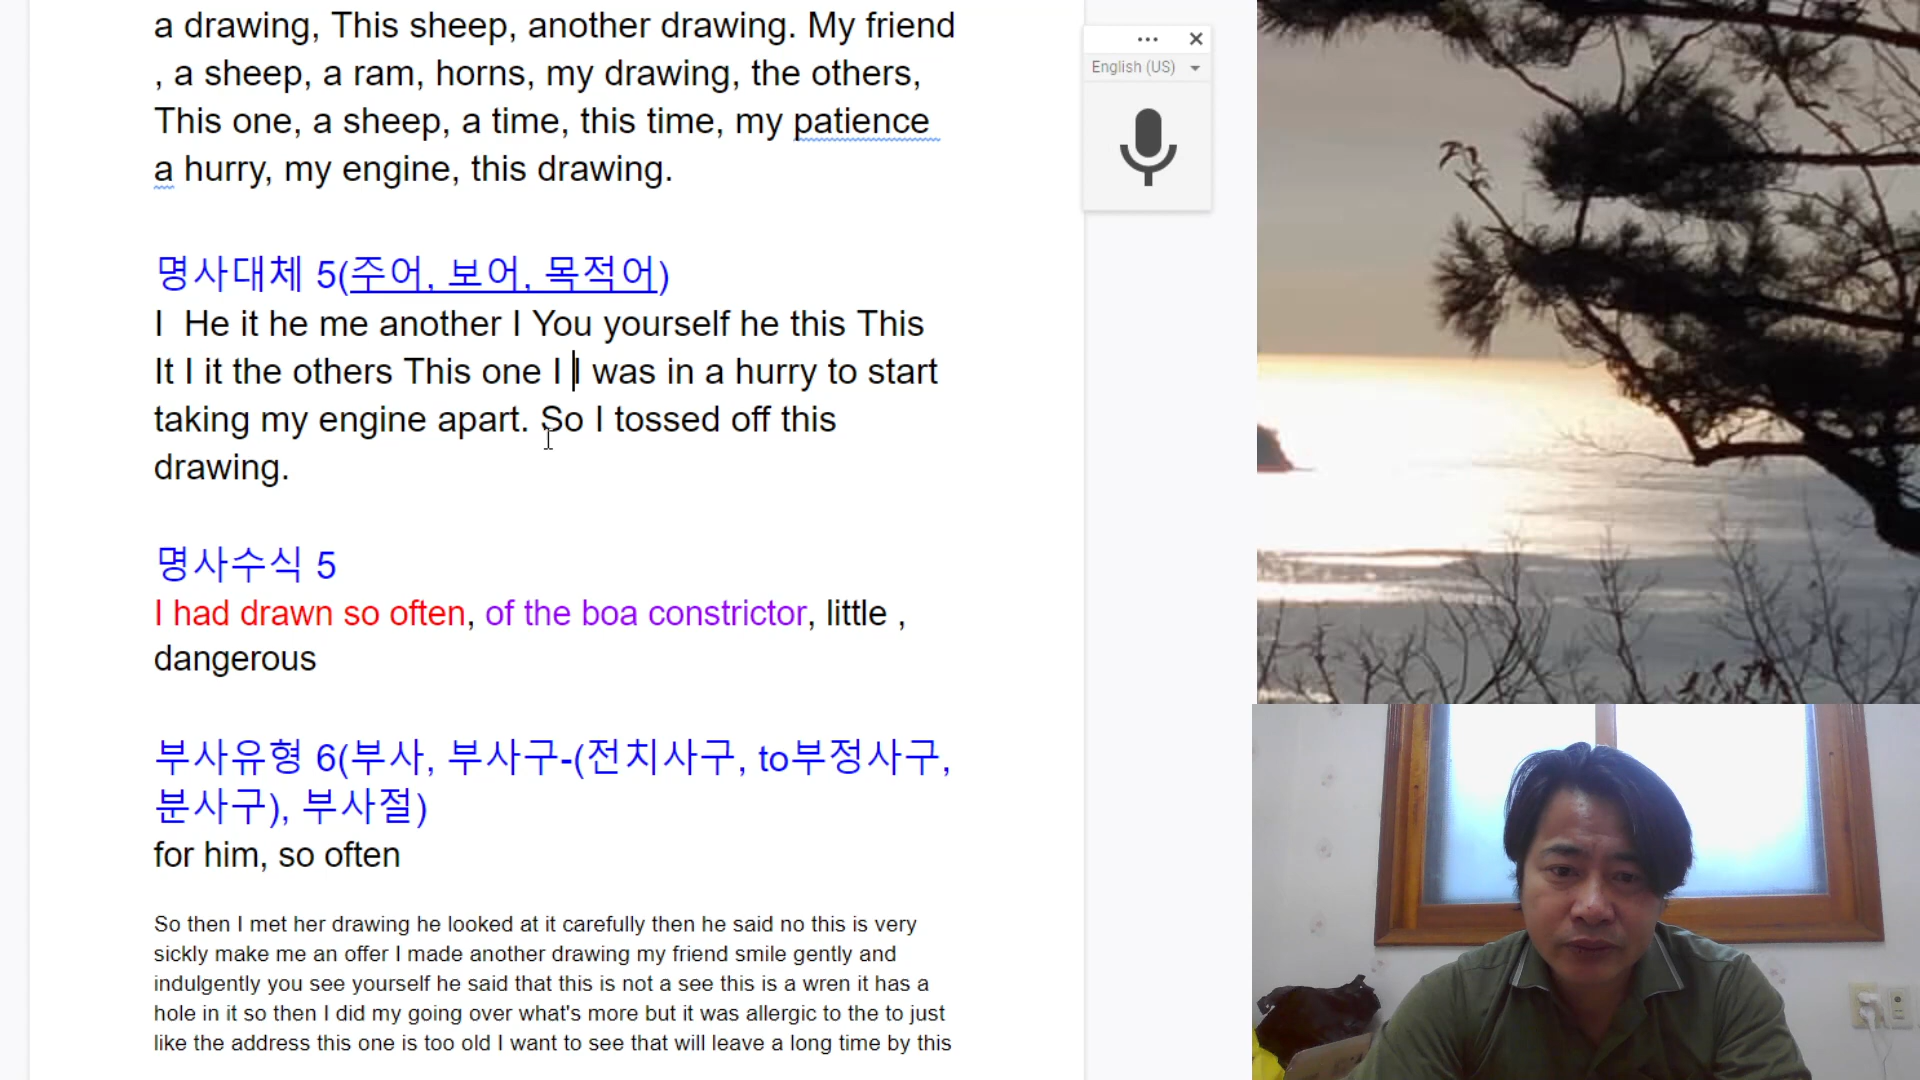 a drawing, This sheep, another drawing. My friend
, a sheep, a ram, horns, my drawing, the others,
This one, a sheep, a time, this time, my patience
a hurry, my engine, this drawing.
English (US)
명사대체 5(주어, 보어, 목적어)
I  He it he me another I You yourself he this This
It I it the others This one I I was in a hurry to start
taking my engine apart. So I tossed off this
drawing.
명사수식 5
I had drawn so often, of the boa constrictor, little ,
dangerous
부사유형 6(부사, 부사구-(전치사구, to부정사구,
분사구), 부사절)
for him, so often
So then I met her drawing he looked at it carefully then he said no this is very
sickly make me an offer I made another drawing my friend smile gently and
indulgently you see yourself he said that this is not a see this is a wren it has a
hole in it so then I did my going over what's more but it was allergic to the to just
like the address this one is too old I want to see that will leave a long time by this